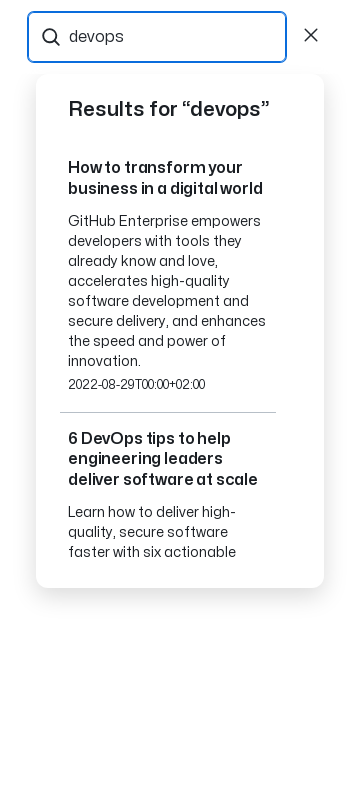 devops
Results for “devops”
How to transform your
business in a digital world
GitHub Enterprise empowers
developers with tools they
already know and love,
accelerates high-quality
software development and
secure delivery, and enhances
the speed and power of
innovation.
2022-08-29T00:00+02:00
6 DevOps tips to help
engineering leaders
deliver software at scale
Learn how to deliver high-
quality, secure software
faster with six actionable